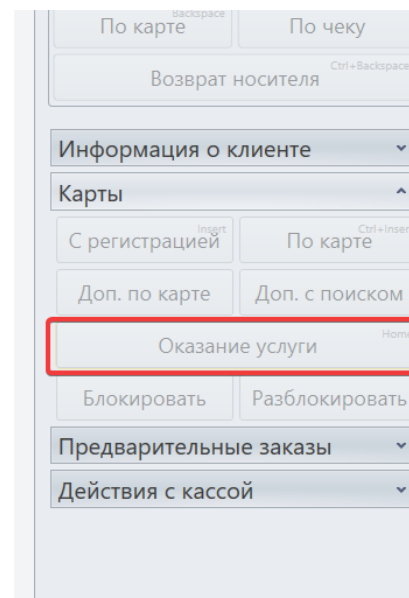 Backspace
По карте По чеку
Ctrl+Backspace
Возврат носителя
Информация о клиенте
Карты
Insert Ctrl+Inser
С регистрацией По карте
Доп. по карте Доп. с поиском
Home
Оказание услуги
Блокировать Разблокировать
Предварительные заказы
Действия с кассой